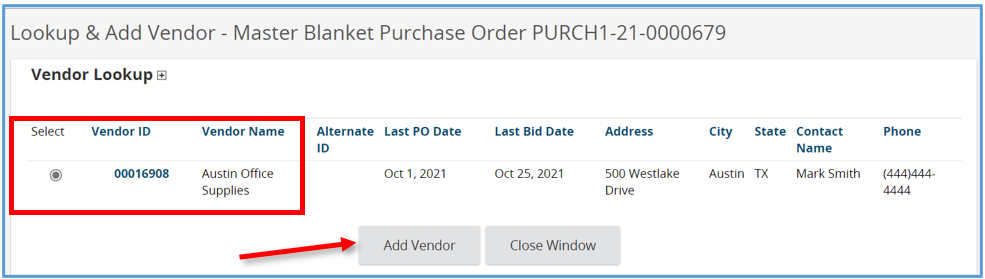 Lookup & Add Vendor - Master Blanket Purchase Order PURCH1-21-0000679
Vendor Lookup
Select Vendor ID Vendor Name Alternate ID Last PO Date Last Bid Date Address City State Contact Name Phone
00016908 Austin Office Supplies Oct 1, 2021 Oct 25, 2021 500 Westlake Drive Austin TX Mark Smith (444)444-4444
Add Vendor Close Window